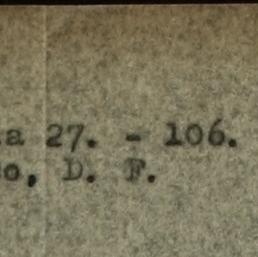 a 27. - 106.
o, D. F.